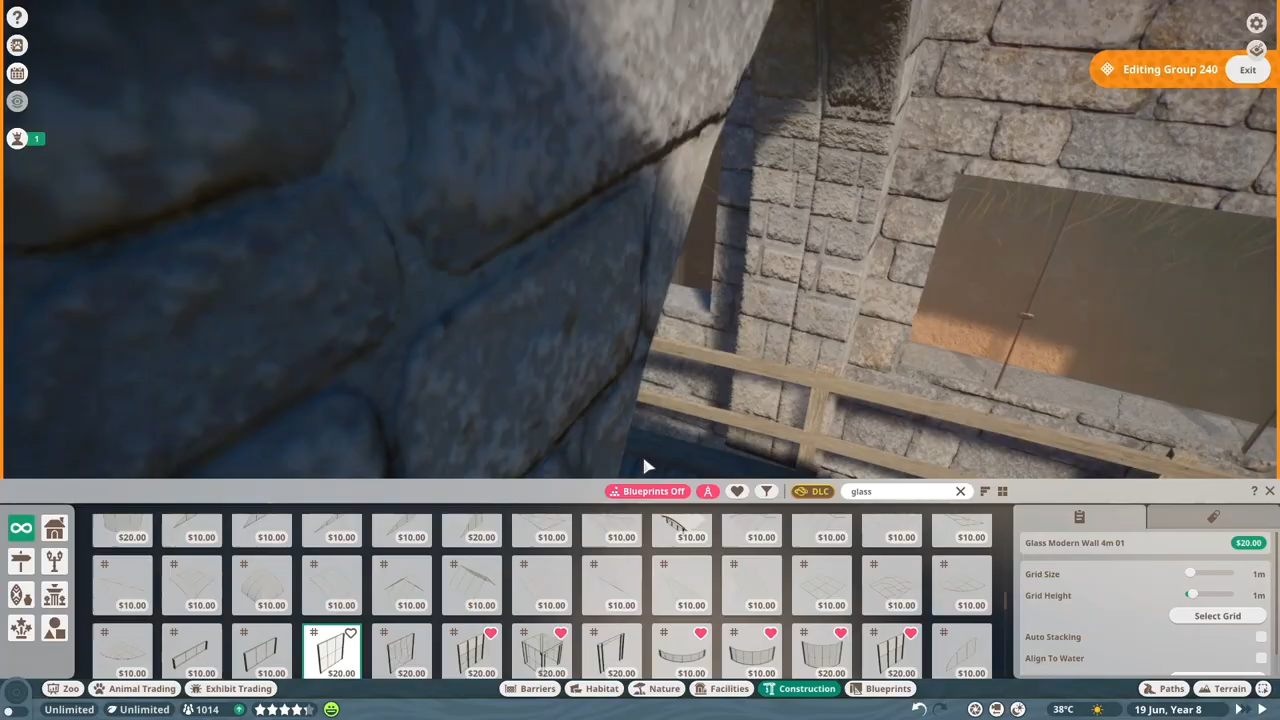 ?
1
Editing Group 240
Exit
Blueprints Off
DLC
glass
?
$20.00 $10.00 $10.00 $10.00 $10.00 $20.00 $10.00 $10.00 $10.00 $10.00 $10.00 $10.00 $10.00
$10.00 $10.00 $10.00 $10.00 $10.00 $10.00 $10.00 $10.00 $10.00 $10.00 $10.00 $10.00 $10.00
$10.00 $10.00 $10.00 $20.00 $20.00 $20.00 $20.00 $20.00 $10.00 $10.00 $20.00 $20.00 $10.00
Glass Modern Wall 4m 01
$20.00
Grid Size
1m
Grid Height
1m
Select Grid
Auto Stacking
Align To Water
Zoo
Animal Trading
Exhibit Trading
Barriers
Habitat
Nature
Facilities
Construction
Blueprints
Paths
Terrain
Unlimited
Unlimited
1014
38°C
19 Jun, Year 8